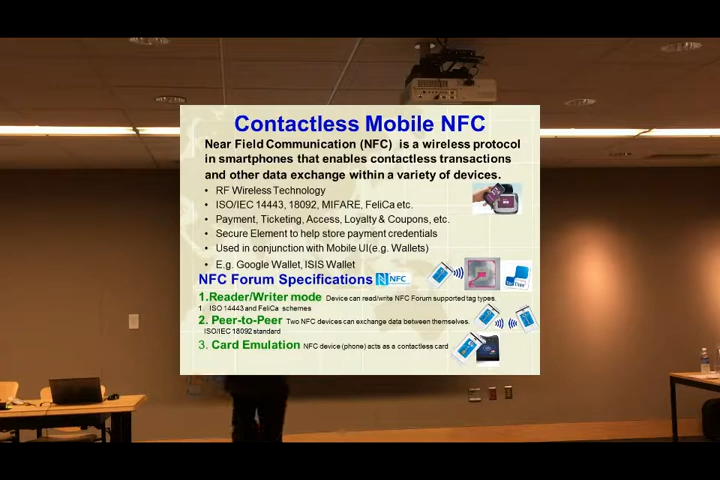 Contactless Mobile NFC
Near Field Communication (NFC) is a wireless protocol
in smartphones that enables contactless transactions
and other data exchange within a variety of devices.
• RF Wireless Technology
• ISO/IEC 14443, 18092, MIFARE, FeliCa etc.
• Payment, Ticketing, Access, Loyalty & Coupons, etc.
• Secure Element to help store payment credentials
• Used in conjunction with Mobile UI(e.g. Wallets)
• E.g. Google Wallet, ISIS Wallet
NFC Forum Specifications NFC
1.Reader/Writer mode Device can read/write NFC Forum supported tag types.
1. ISO 14443 and FeliCa schemes
2. Peer-to-Peer Two NFC devices can exchange data between themselves.
ISO/IEC 18092 standard
3. Card Emulation NFC device (phone) acts as a contactless card